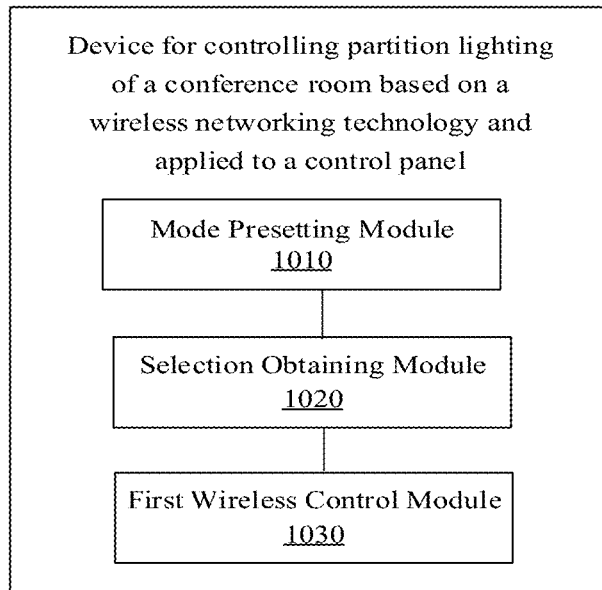 Device for controlling partition lighting
of a conference room based on a
wireless networking technology and
applied to a control panel
Mode Presetting Module
1010
Selection Obtaining Module
1020
First Wireless Control Module
1030